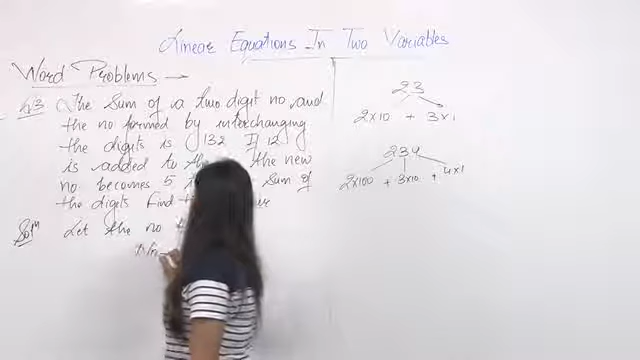 Linear Equations In Two Variables
Word Problems →
The Sum of a two digit no. and
the no formed by interchanging
the digits is 132 If 12
is added to the new
no becomes 5 Sum of
the digits Find the
Solⁿ Let the no
23
2×10 + 3×1
234
2×100 + 3×10 + 4×1